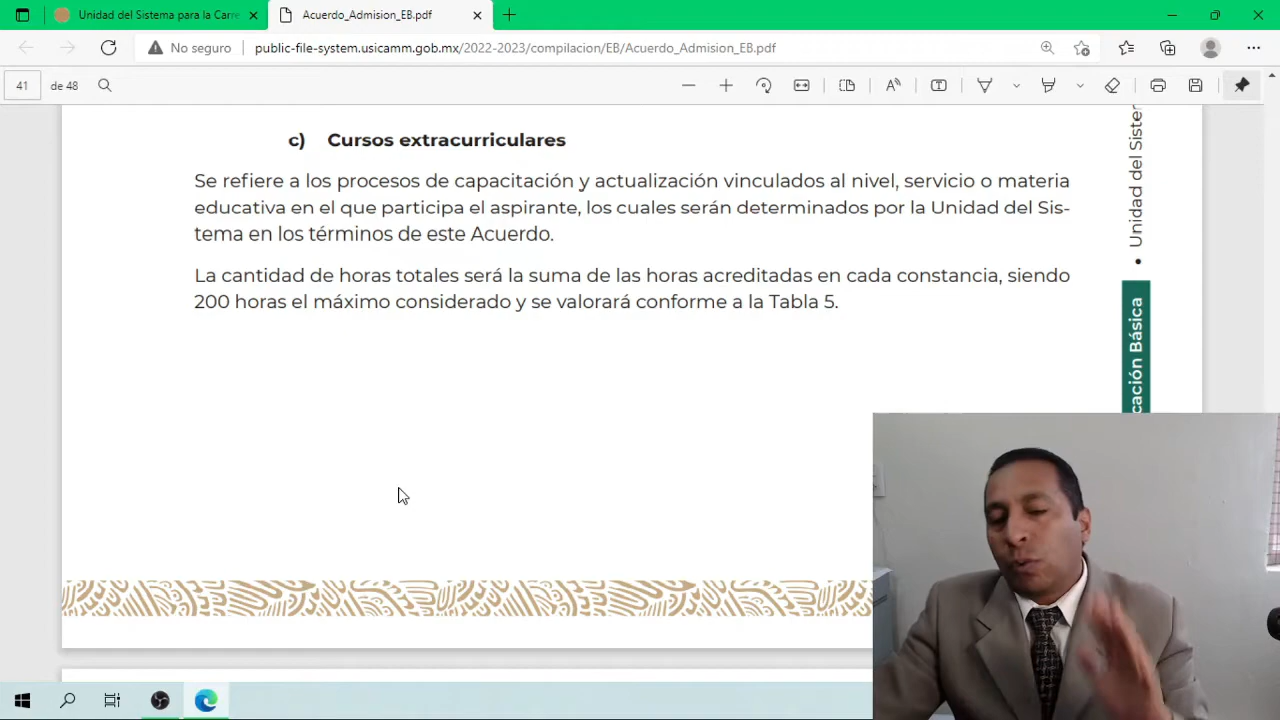 Unidad del Sistema para la Carre
Acuerdo_Admision_EB.pdf
No seguro
public-file-system.usicamm.gob.mx/2022-2023/compilacion/EB/Acuerdo_Admision_EB.pdf
41 de 48
c) Cursos extracurriculares
Se refiere a los procesos de capacitación y actualización vinculados al nivel, servicio o materia
educativa en el que participa el aspirante, los cuales serán determinados por la Unidad del Sis-
tema en los términos de este Acuerdo.
La cantidad de horas totales será la suma de las horas acreditadas en cada constancia, siendo
200 horas el máximo considerado y se valorará conforme a la Tabla 5.
cación Básica • Unidad del Sister